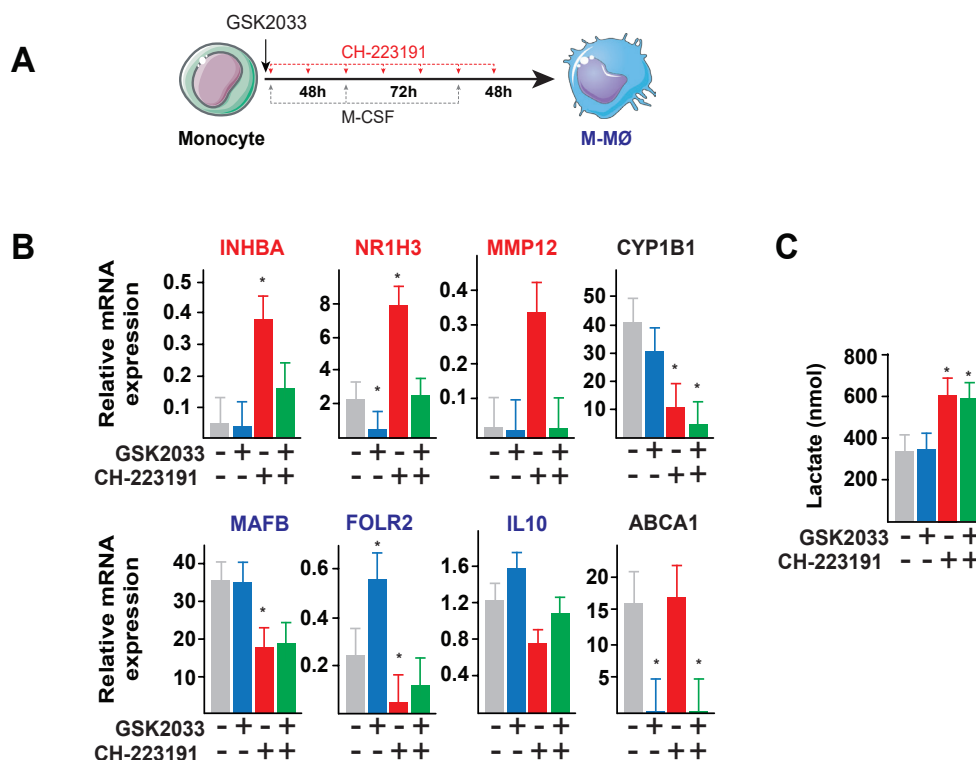 A
GSK2033
CH-223191
48h 72h 48h
M-CSF
Monocyte
M-MØ
B
INHBA NR1H3 MMP12 CYP1B1
Relative mRNA
expression
0.5
0.4
0.3
0.2
0.1
*
8
6
4
2
* *
0.4
0.3
0.2
0.1
50
40
30
20
10
* *
GSK2033 - + - + - + - + - + - + - + - +
CH-223191 - - + + - - + + - - + + - - + +
MAFB FOLR2 IL10 ABCA1
Relative mRNA
expression
40
30
20
10
*
0.6
0.4
0.2
* *
1.6
1.2
0.8
0.4
20
15
10
5
* *
GSK2033 - + - + - + - + - + - + - + - +
CH-223191 - - + + - - + + - - + + - - + +
C
Lactate (nmol)
800
600
400
200
* *
GSK2033 - + - +
CH-223191 - - + +